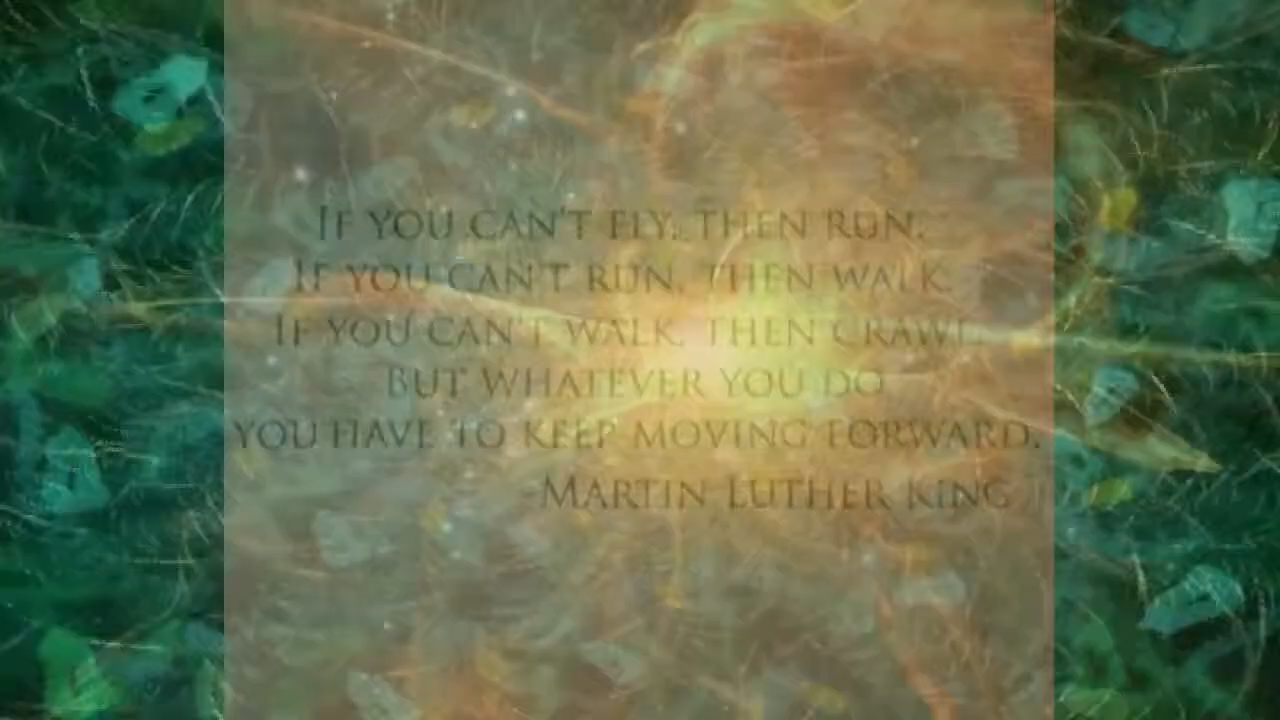 If you can't fly, then run.
If you can't run, then walk.
If you can't walk, then crawl.
But whatever you do
you have to keep moving forward.
Martin Luther King